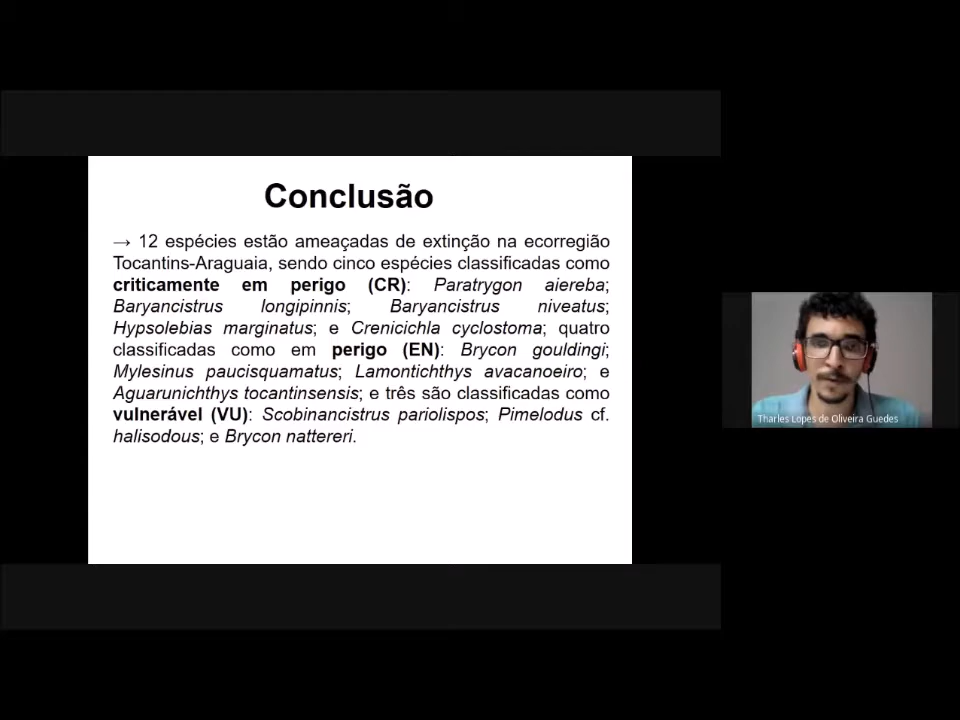 Conclusão
→ 12 espécies estão ameaçadas de extinção na ecorregião
Tocantins-Araguaia, sendo cinco espécies classificadas como
criticamente em perigo (CR): Paratrygon aiereba;
Baryancistrus longipinnis; Baryancistrus niveatus;
Hypsolebias marginatus; e Crenicichla cyclostoma; quatro
classificadas como em perigo (EN): Brycon gouldingi;
Mylesinus paucisquamatus; Lamontichthys avacanoeiro; e
Aguarunichthys tocantinsensis; e três são classificadas como
vulnerável (VU): Scobinancistrus pariolispos; Pimelodus cf.
halisodous; e Brycon nattereri.
Tharles Lopes de Oliveira Guedes